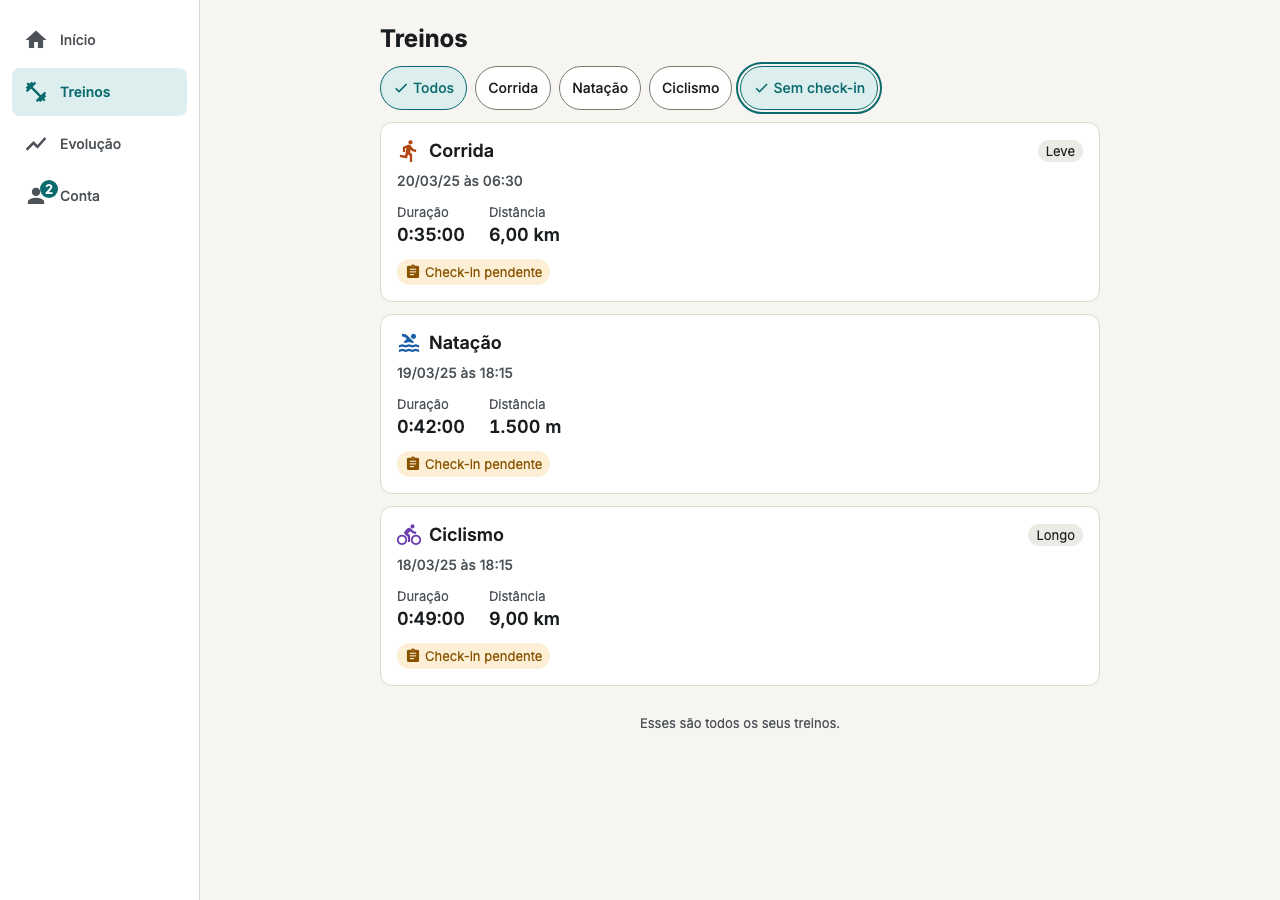 Início
Treinos
Evolução
2
Conta
Treinos
Todos
Corrida
Natação
Ciclismo
Sem check-in
Corrida
Leve
20/03/25 às 06:30
Duração
Distância
0:35:00
6,00 km
Check-in pendente
Natação
19/03/25 às 18:15
Duração
Distância
0:42:00
1.500 m
Check-in pendente
Ciclismo
Longo
18/03/25 às 18:15
Duração
Distância
0:49:00
9,00 km
Check-in pendente
Esses são todos os seus treinos.